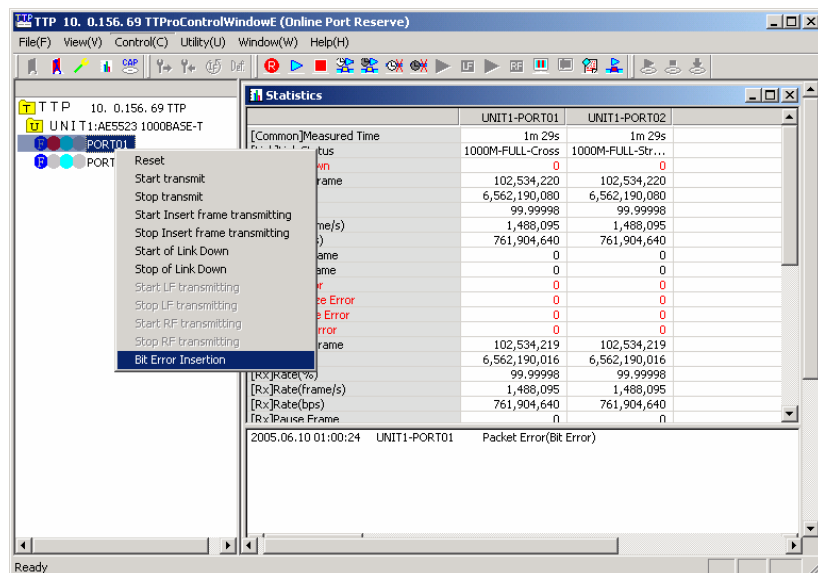 TTP 10. 0.156. 69 TTProControlWindowE (Online Port Reserve)
File(F) View(V) Control(C) Utility(U) Window(W) Help(H)
CAP
R
LF
RF
T T P 10. 0.156. 69 TTP
U N I T 1:AE5523 1000BASE-T
PORT01
PORT
Reset
Start transmit
Stop transmit
Start Insert frame transmitting
Stop Insert frame transmitting
Start of Link Down
Stop of Link Down
Start LF transmitting
Stop LF transmitting
Start RF transmitting
Stop RF transmitting
Bit Error Insertion
Statistics
UNIT1-PORT01 UNIT1-PORT02
[Common]Measured Time 1m 29s 1m 29s
1000M-FULL-Cross 1000M-FULL-Str...
0 0
rame 102,534,220 102,534,220
6,562,190,080 6,562,190,080
99.99998 99.99998
me/s) 1,488,095 1,488,095
761,904,640 761,904,640
ame 0 0
ame 0 0
0 0
ze Error 0 0
Error 0 0
rror 0 0
rame 102,534,219 102,534,219
6,562,190,016 6,562,190,016
[Rx]Rate(%) 99.99998 99.99998
[Rx]Rate(frame/s) 1,488,095 1,488,095
[Rx]Rate(bps) 761,904,640 761,904,640
[Rx]Pause Frame 0 0
2005.06.10 01:00:24 UNIT1-PORT01 Packet Error(Bit Error)
Ready